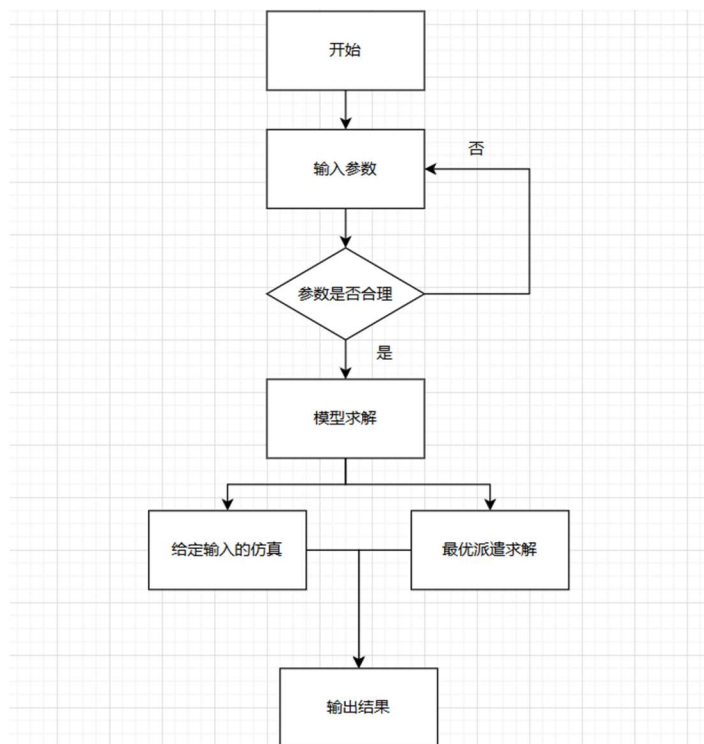 开始
输入参数
否
参数是否合理
是
模型求解
给定输入的仿真
最优派遣求解
输出结果